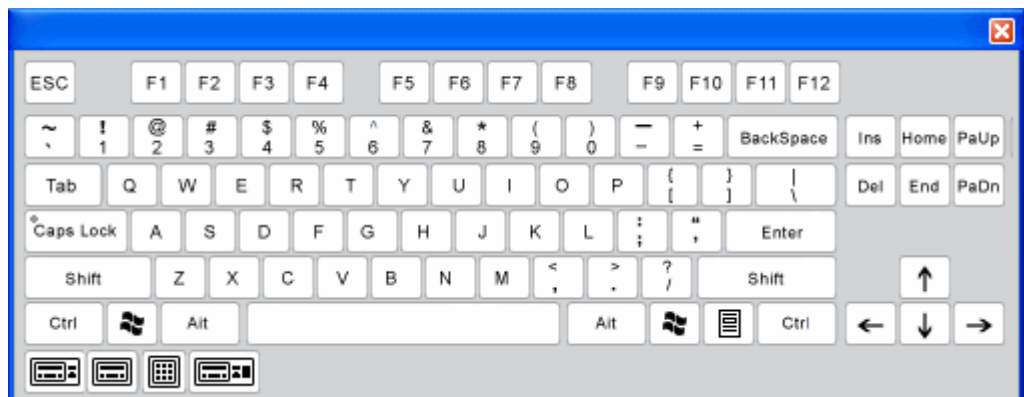 ESC F1 F2 F3 F4 F5 F6 F7 F8 F9 F10 F11 F12
~ ! @ # $ % ^ & * ( ) — + BackSpace Ins Home PaUp
` 1 2 3 4 5 6 7 8 9 0 - =
Tab Q W E R T Y U I O P { } | Del End PaDn
[ ] \
Caps Lock A S D F G H J K L : " Enter
; ,
Shift Z X C V B N M < > ? Shift ↑
, . /
Ctrl Ait Ait Ctrl ← ↓ →